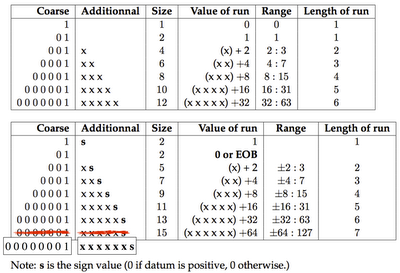 Coarse Additionnal Size Value of run Range Length of run
1 1 0 0 1
0 1 2 1 1 1
0 0 1 x 4 (x) + 2 2 : 3 2
0 0 0 1 x x 6 (x x) +4 4 : 7 3
0 0 0 0 1 x x x 8 (x x x) +8 8 : 15 4
0 0 0 0 0 1 x x x x 10 (x x x x) +16 16 : 31 5
0 0 0 0 0 0 1 x x x x x 12 (x x x x x) +32 32 : 63 6
Coarse Additionnal Size Value of run Range Length of run
1 s 2 1 1
0 1 2 0 or EOB
0 0 1 x s 5 (x) + 2 ±2 : 3 2
0 0 0 1 x x s 7 (x x) +4 ±4 : 7 3
0 0 0 0 1 x x x s 9 (x x x) +8 ±8 : 15 4
0 0 0 0 0 1 x x x x s 11 (x x x x) +16 ±16 : 31 5
0 0 0 0 0 0 1 x x x x x s 13 (x x x x x) +32 ±32 : 63 6
0 0 0 0 0 0 1 x x x x x x s 15 (x x x x x x) +64 ±64 : 127 7
0 0 0 0 0 0 0 1 x x x x x x s
Note: s is the sign value (0 if datum is positive, 0 otherwise.)